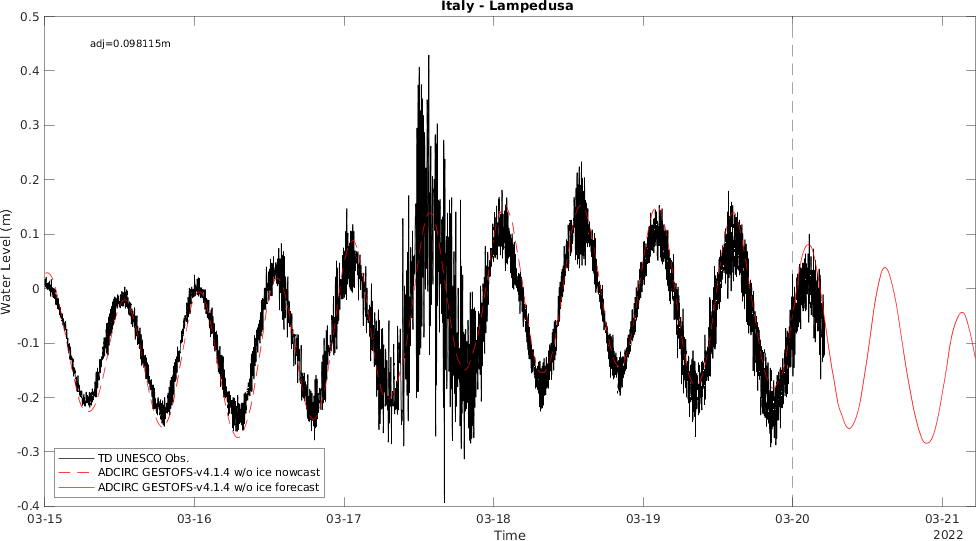 Italy - Lampedusa
0.5
adj=0.098115m
0.4
0.3
0.2
0.1
0
-0.1
-0.2
-0.3
-0.4
Water Level (m)
TD UNESCO Obs.
ADCIRC GESTOFS-v4.1.4 w/o ice nowcast
ADCIRC GESTOFS-v4.1.4 w/o ice forecast
03-15 03-16 03-17 03-18 03-19 03-20 03-21
Time
2022